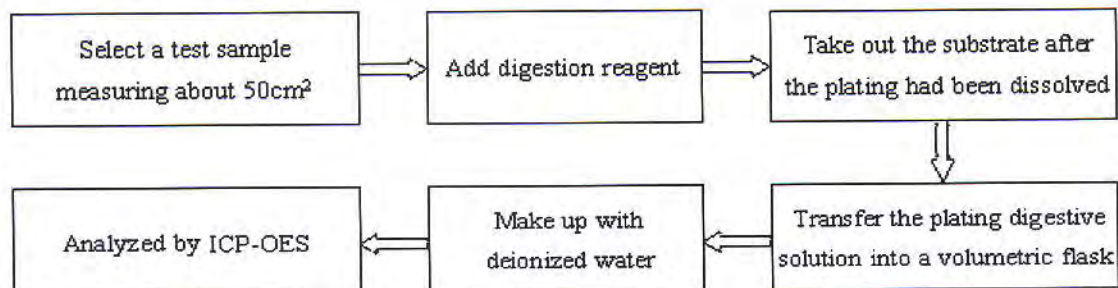 Select a test sample
measuring about 50cm²
Add digestion reagent
Take out the substrate after
the plating had been dissolved
Transfer the plating digestive
solution into a volumetric flask
Make up with
deionized water
Analyzed by ICP-OES